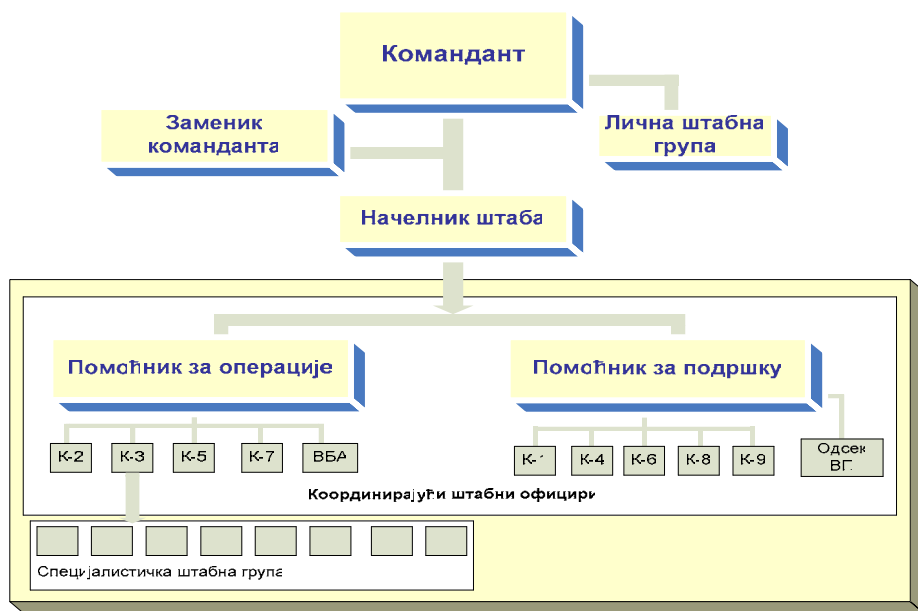 Командант
Заменик
команданта
Лична штабна
група
Начелник штаба
Помоћник за операције
Помоћник за подршку
К-2
К-3
К-5
К-7
ВБА
К-1
К-4
К-6
К-8
К-9
Одсек
ВП
Координирајући штабни официри
Специјалистичка штабна група